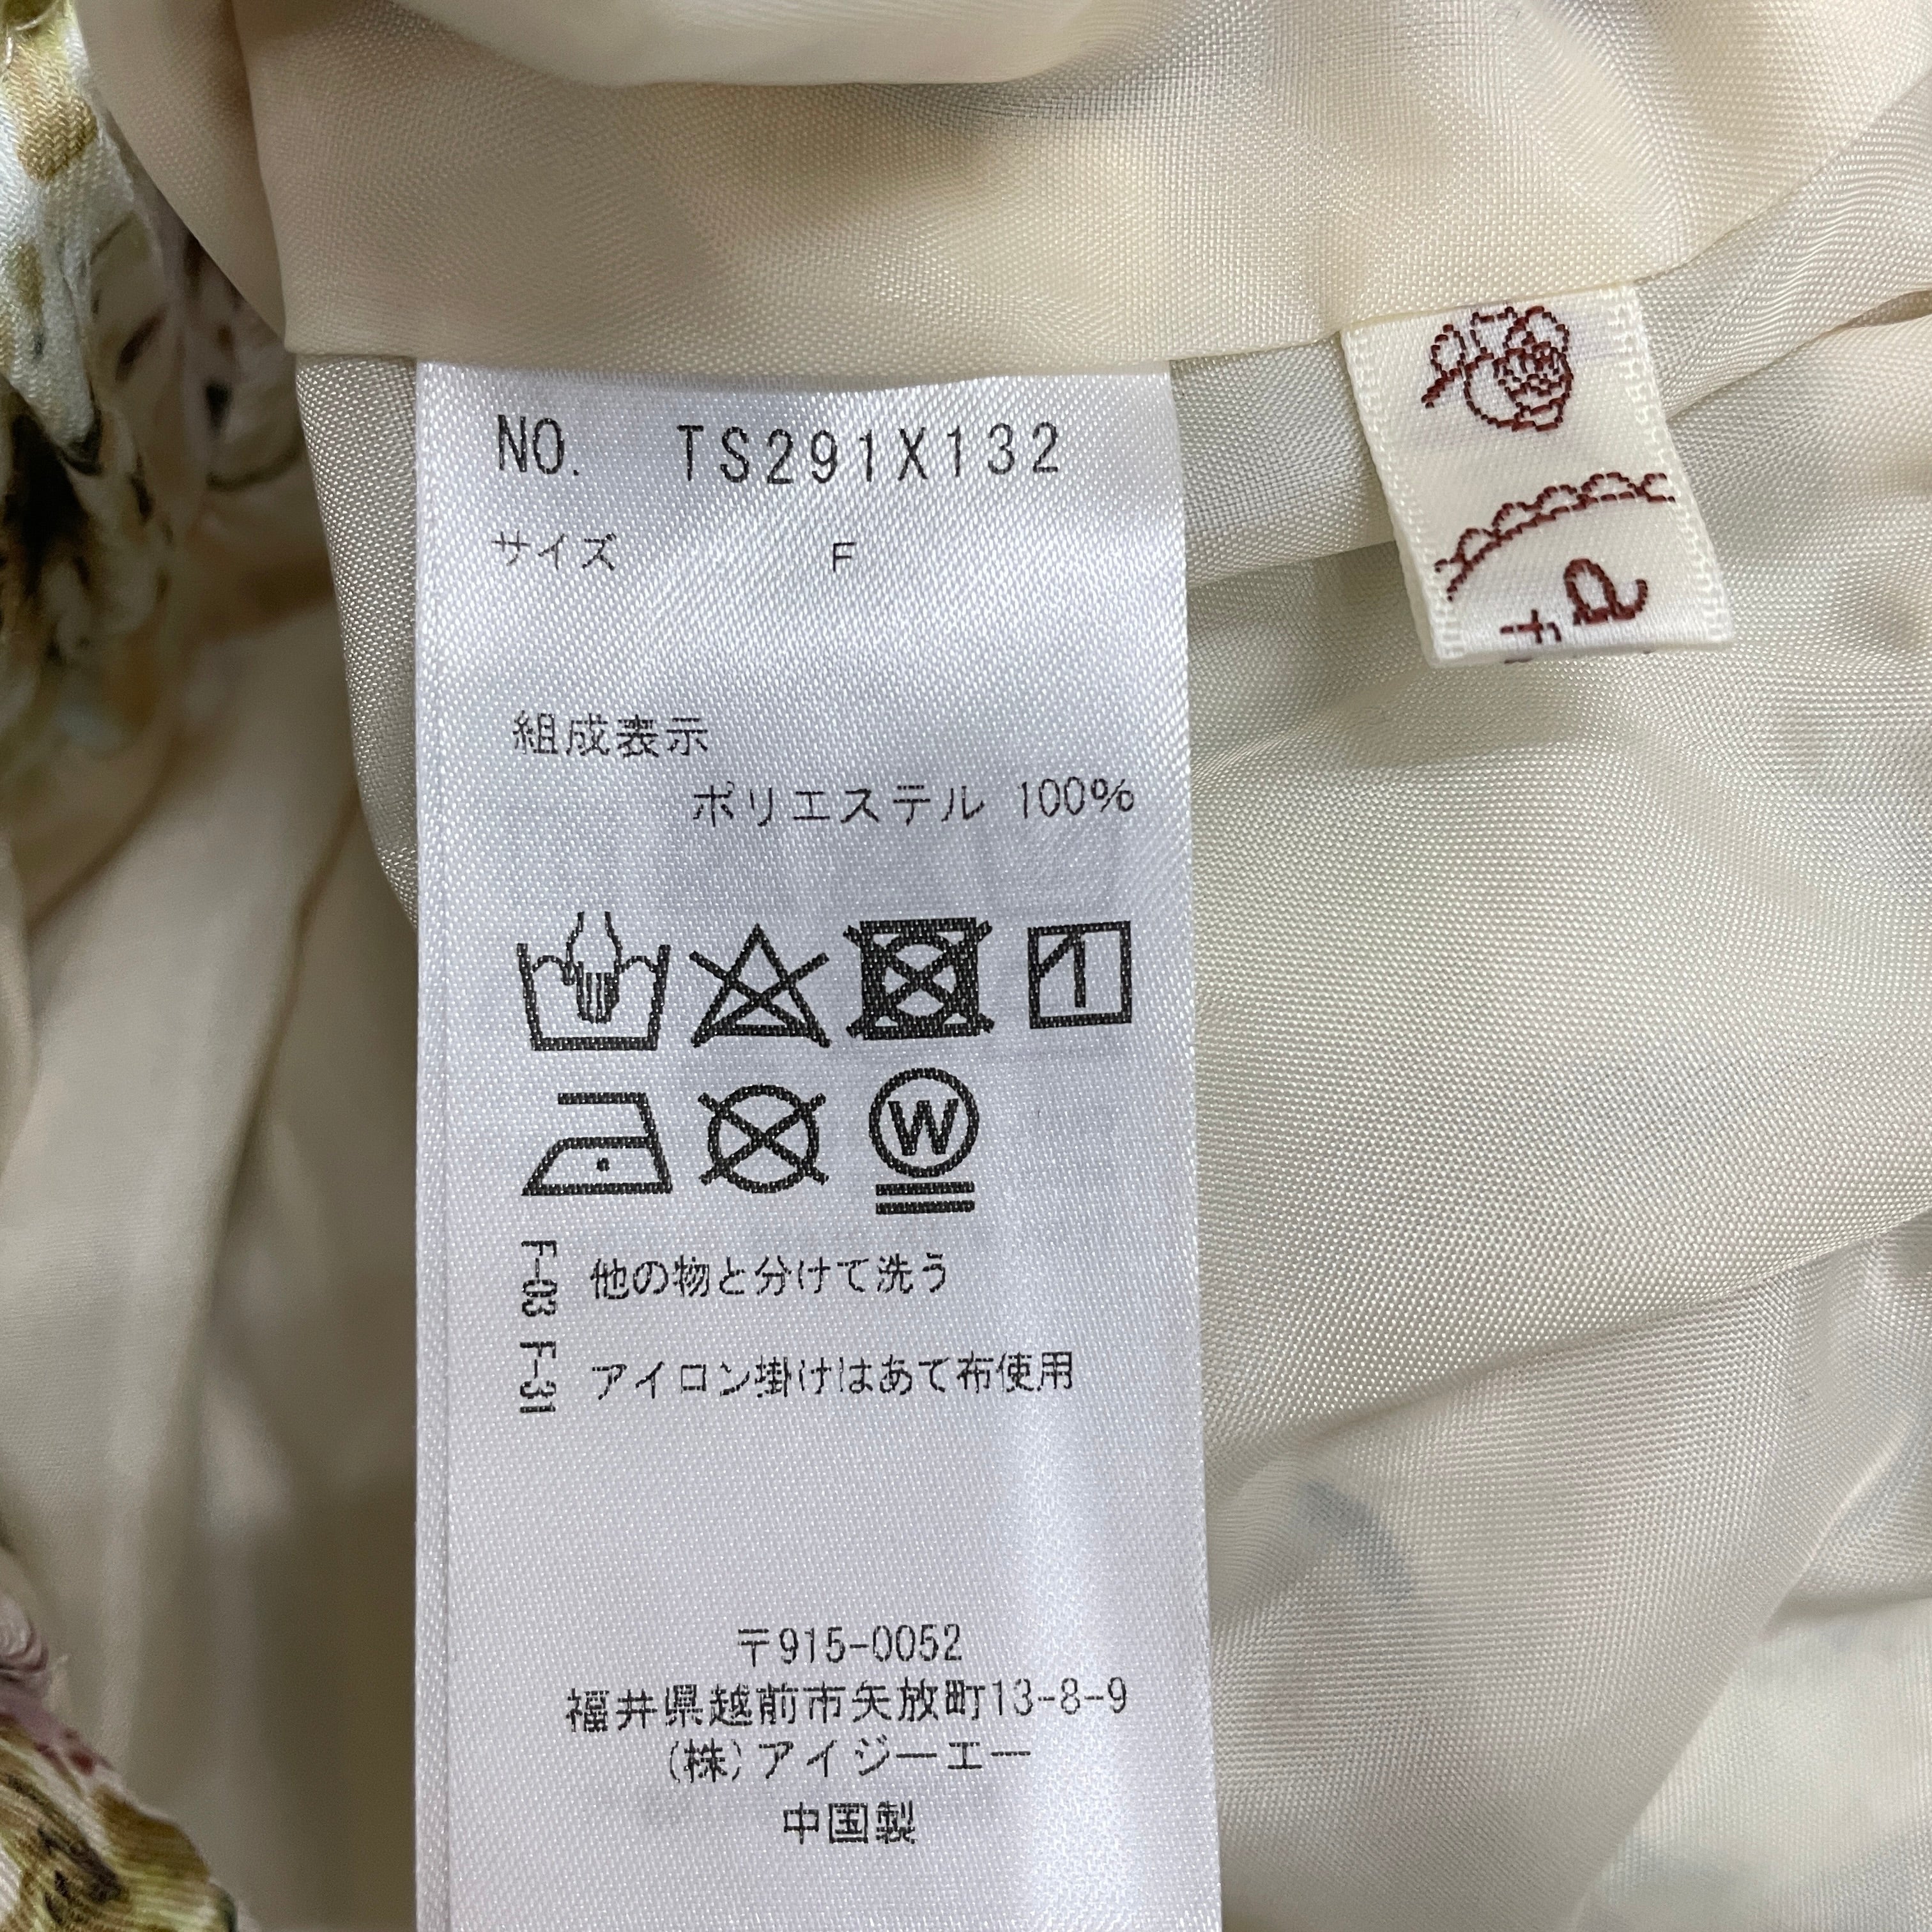 NO. TS291X132
サイズ F
組成表示
ポリエステル 100%
W
F-03 他の物と分けて洗う
F-31 アイロン掛けはあて布使用
〒915-0052
福井県越前市矢放町13-8-9
(株)アイジーエー
中国製